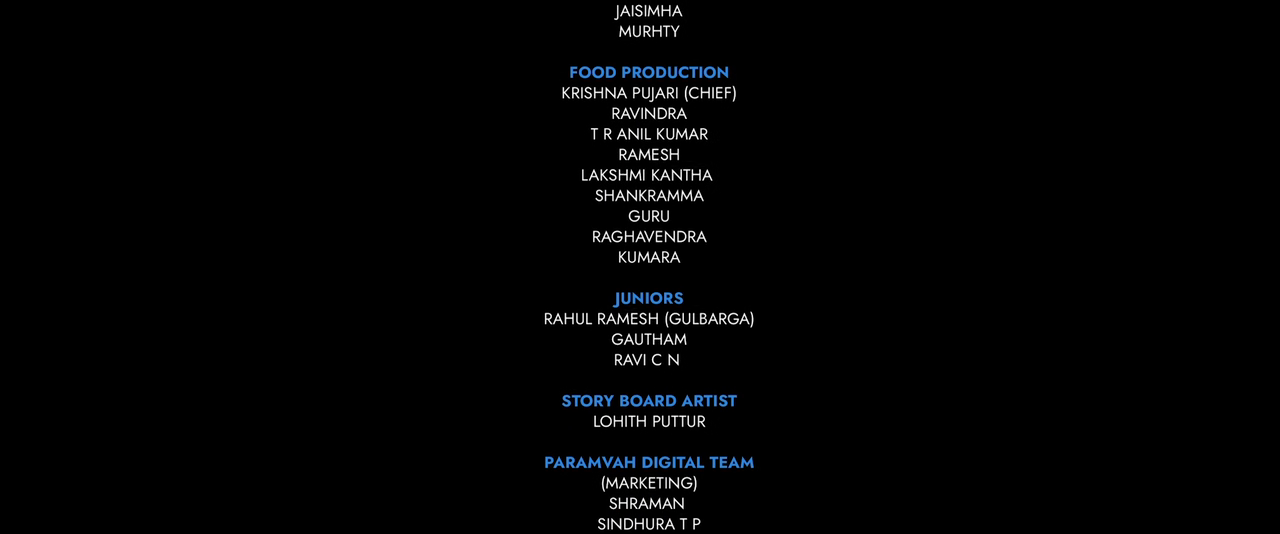 JAISIMHA
MURHTY
FOOD PRODUCTION
KRISHNA PUJARI (CHIEF)
RAVINDRA
T R ANIL KUMAR
RAMESH
LAKSHMI KANTHA
SHANKRAMMA
GURU
RAGHAVENDRA
KUMARA
JUNIORS
RAHUL RAMESH (GULBARGA)
GAUTHAM
RAVI C N
STORY BOARD ARTIST
LOHITH PUTTUR
PARAMVAH DIGITAL TEAM
(MARKETING)
SHRAMAN
SINDHURA T P